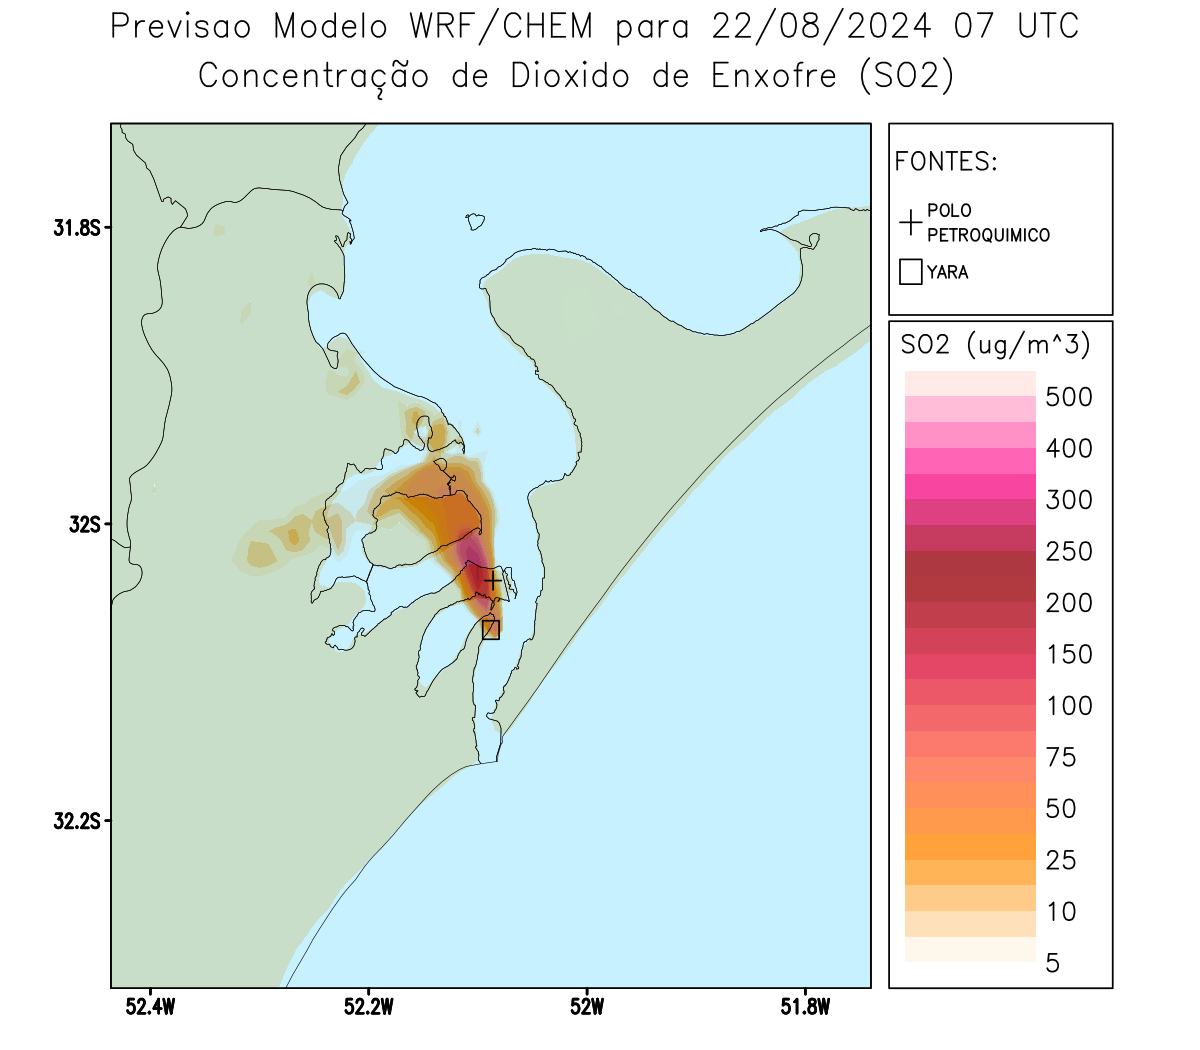 Previsao Modelo WRF/CHEM para 22/08/2024 07 UTC
Concentração de Dioxido de Enxofre (SO2)
FONTES:
POLO
PETROQUIMICO
YARA
31.8S
32S
32.2S
52.4W
52.2W
52W
51.8W
SO2 (ug/m^3)
500
400
300
250
200
150
100
75
50
25
10
5